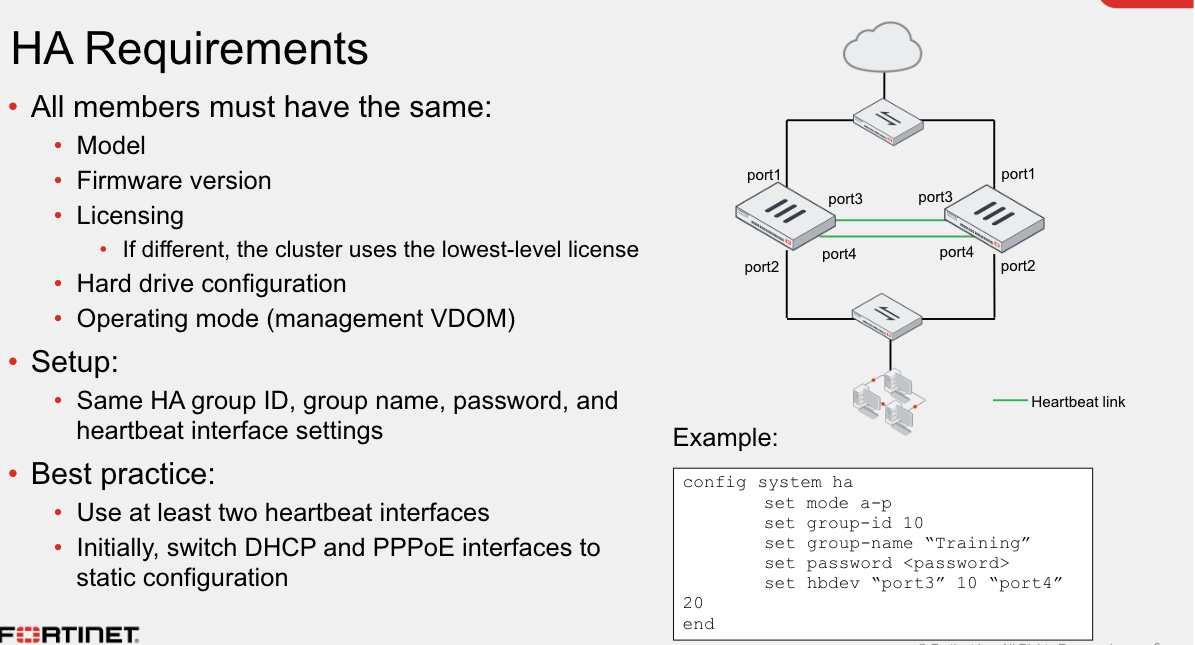 HA Requirements
• All members must have the same:
• Model
• Firmware version
• Licensing
• If different, the cluster uses the lowest-level license
• Hard drive configuration
• Operating mode (management VDOM)
• Setup:
• Same HA group ID, group name, password, and
heartbeat interface settings
• Best practice:
• Use at least two heartbeat interfaces
• Initially, switch DHCP and PPPoE interfaces to
static configuration
FORTINET
port1
port1
port3
port3
port4
port4
port2
port2
Heartbeat link
Example:
config system ha
set mode a-p
set group-id 10
set group-name “Training”
set password <password>
set hbdev “port3” 10 “port4”
20
end